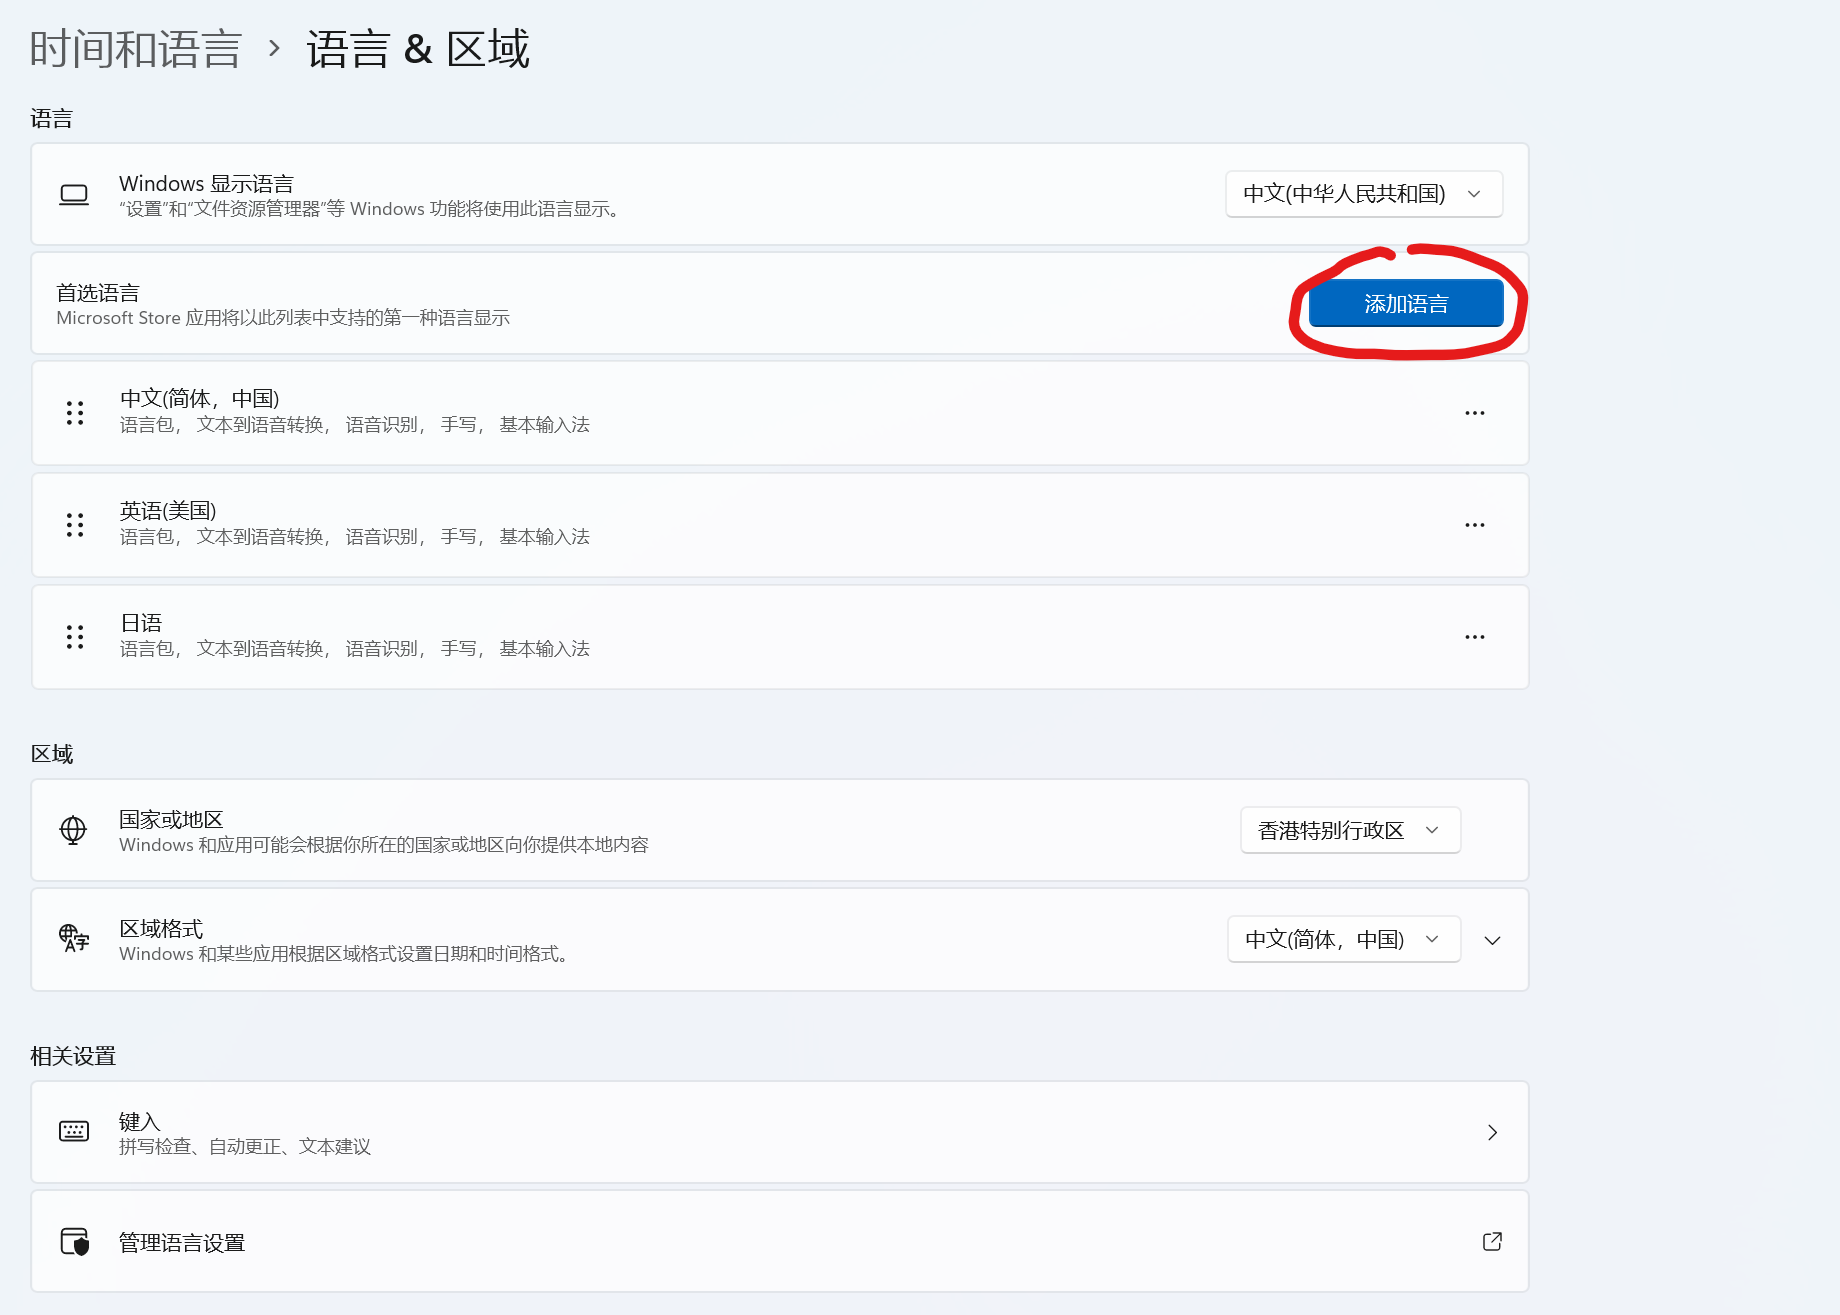 时间和语言 › 语言 & 区域
语言
Windows 显示语言
“设置”和“文件资源管理器”等 Windows 功能将使用此语言显示。
中文(中华人民共和国)
首选语言
Microsoft Store 应用将以此列表中支持的第一种语言显示
添加语言
中文(简体，中国)
语言包， 文本到语音转换， 语音识别， 手写， 基本输入法
英语(美国)
语言包， 文本到语音转换， 语音识别， 手写， 基本输入法
日语
语言包， 文本到语音转换， 语音识别， 手写， 基本输入法
区域
国家或地区
Windows 和应用可能会根据你所在的国家或地区向你提供本地内容
香港特别行政区
区域格式
Windows 和某些应用根据区域格式设置日期和时间格式。
中文(简体，中国)
相关设置
键入
拼写检查、自动更正、文本建议
管理语言设置